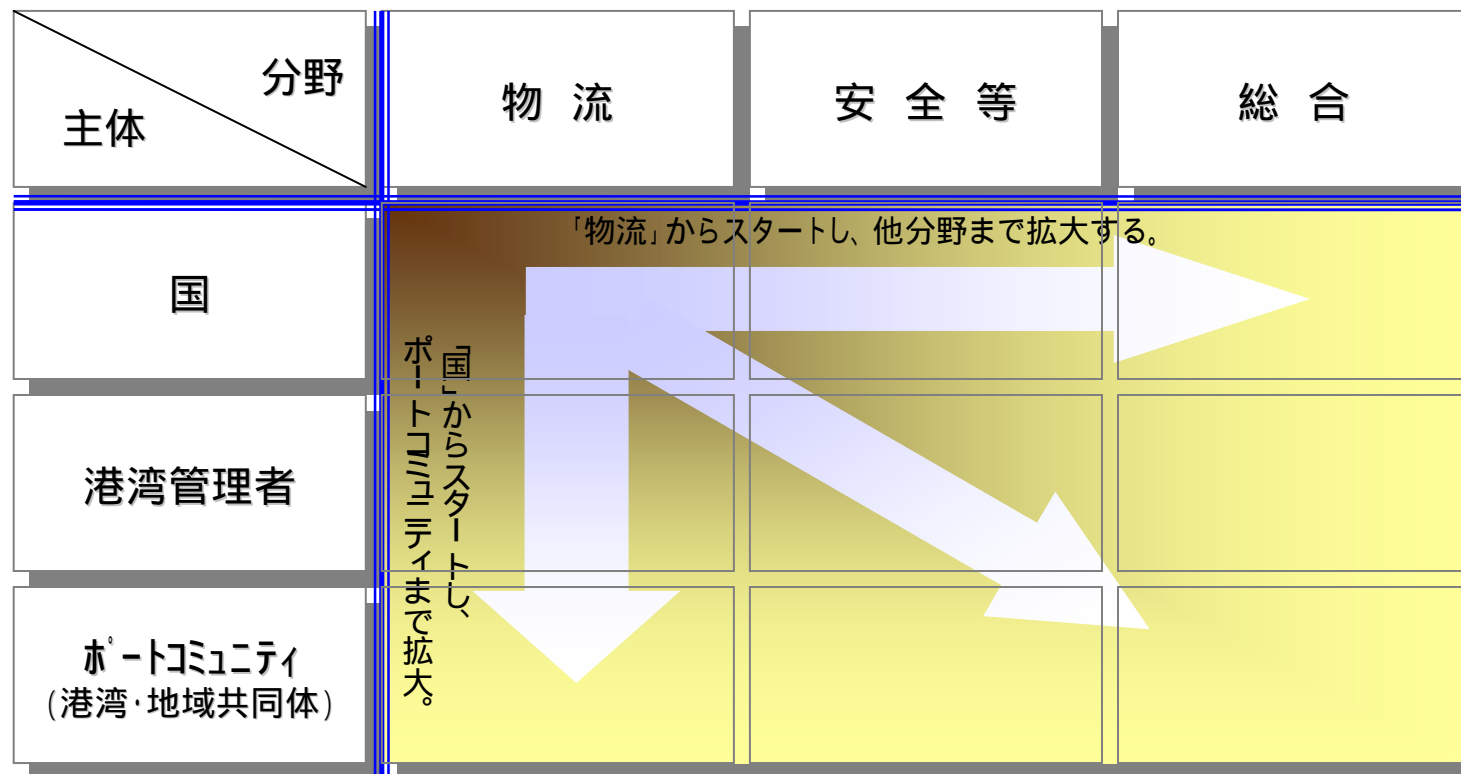 分野
主体
物 流
安 全 等
総 合
国
「物流」からスタートし、他分野まで拡大する。
「国」からスタートし、
ポートコミュニティまで拡大。
港湾管理者
ﾎﾟｰﾄｺﾐｭﾆﾃｨ
(港湾・地域共同体)